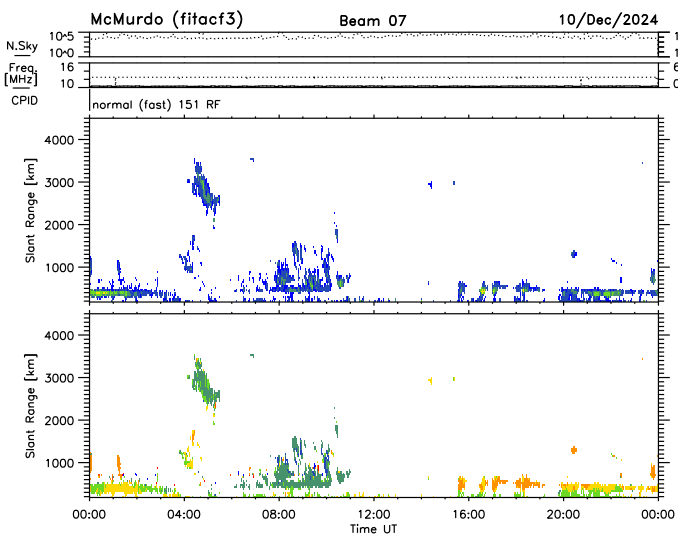 McMurdo (fitacf3) Beam 07 10/Dec/2024
N.Sky 10^5 10^0 1 1
Freq. [MHz] 16 10 6 0
CPID normal (fast) 151 RF
Slant Range [km] 4000 3000 2000 1000
Slant Range [km] 4000 3000 2000 1000
00:00 04:00 08:00 12:00 16:00 20:00 00:00
Time UT